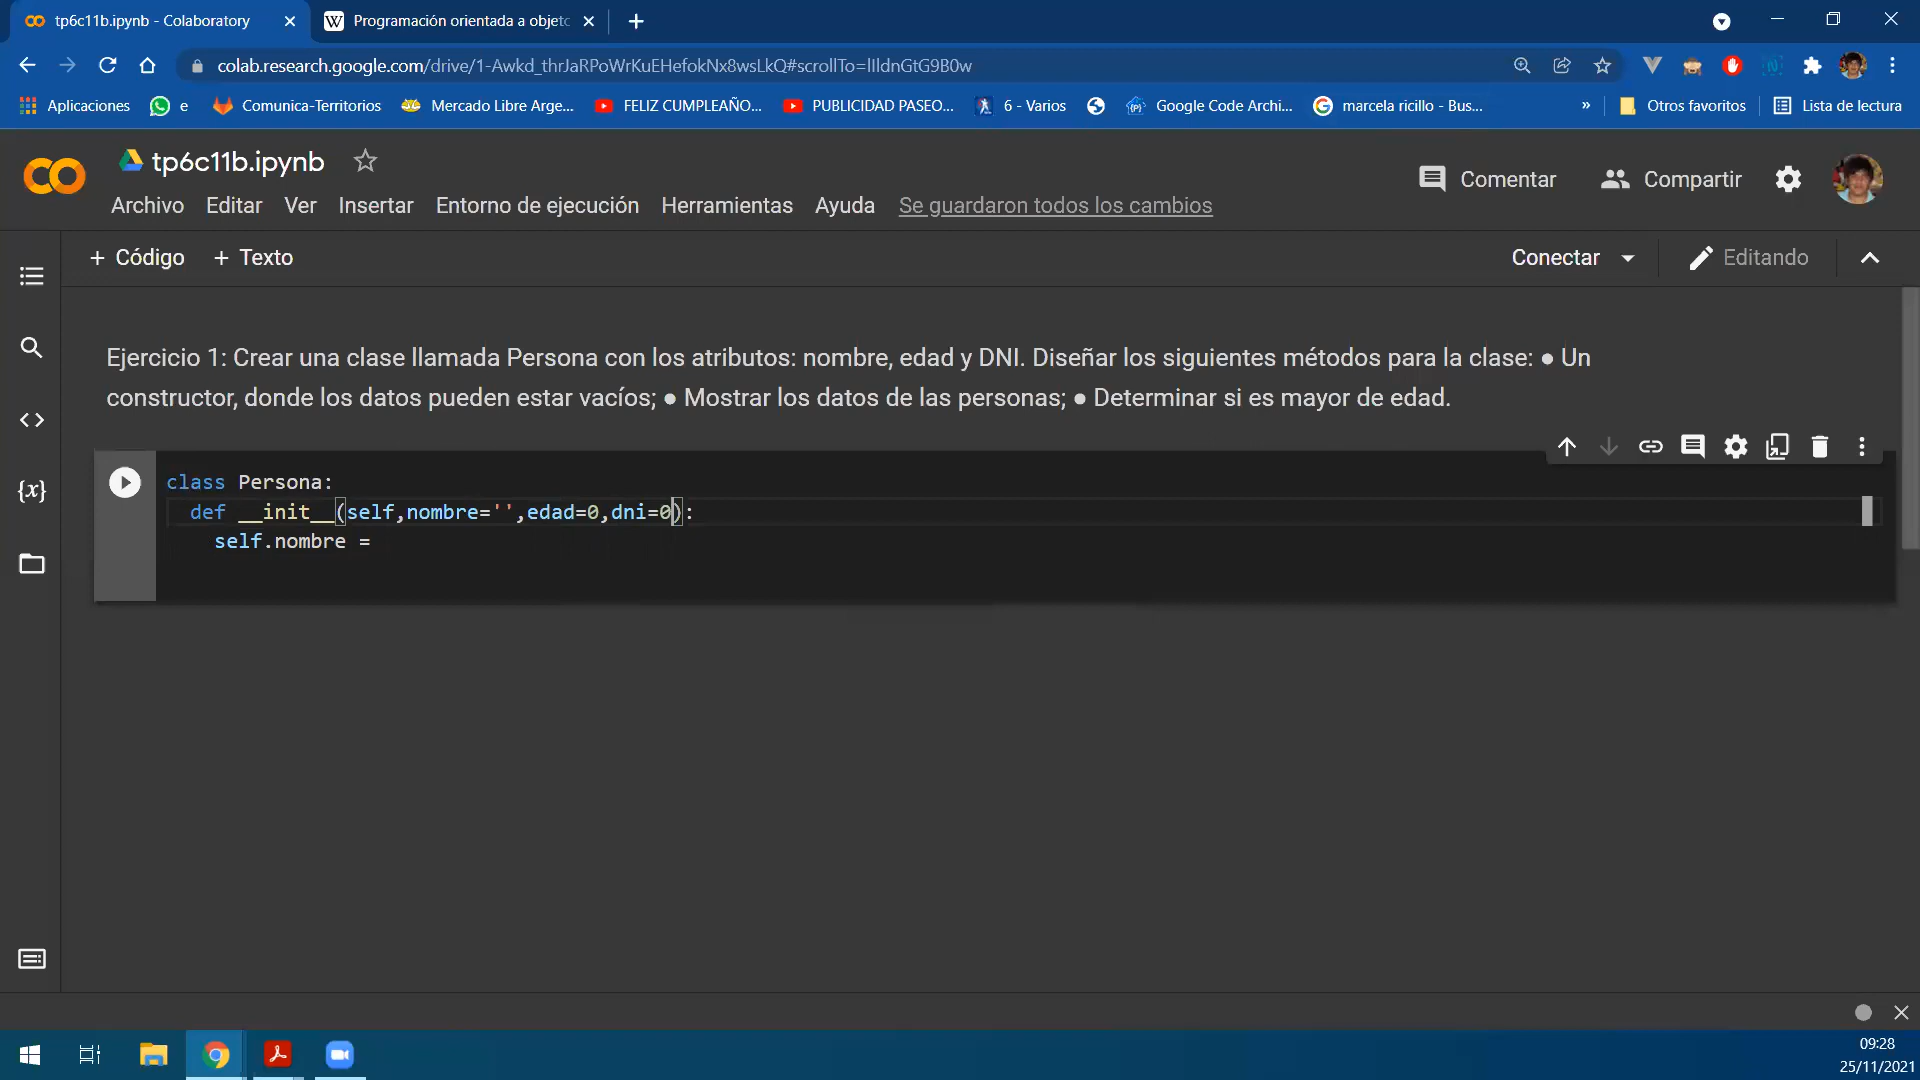 tp6c11b.ipynb - Colaboratory
Programación orientada a objeto
colab.research.google.com/drive/1-Awkd_thrJaRPoWrKuEHefokNx8wsLkQ#scrollTo=lIldnGtG9B0w
Aplicaciones
e
Comunica-Territorios
Mercado Libre Arge...
FELIZ CUMPLEAÑO...
PUBLICIDAD PASEO...
6 - Varios
Google Code Archi...
marcela ricillo - Bus...
»
Otros favoritos
Lista de lectura
tp6c11b.ipynb
Comentar
Compartir
Archivo Editar Ver Insertar Entorno de ejecución Herramientas Ayuda Se guardaron todos los cambios
+ Código + Texto
Conectar
Editando
Ejercicio 1: Crear una clase llamada Persona con los atributos: nombre, edad y DNI. Diseñar los siguientes métodos para la clase: ● Un
constructor, donde los datos pueden estar vacíos; ● Mostrar los datos de las personas; ● Determinar si es mayor de edad.
class Persona:
def __init__(self,nombre='',edad=0,dni=0):
self.nombre =
{x}
09:28
25/11/2021